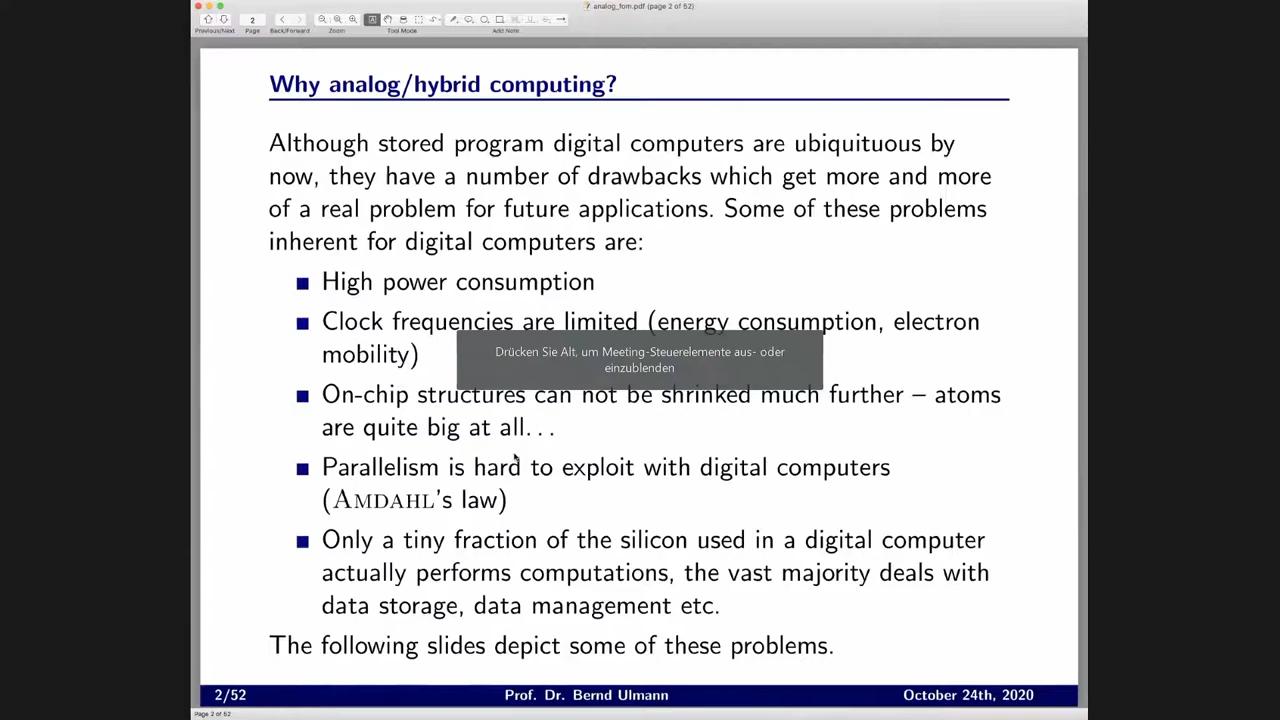 analog_fom.pdf (page 2 of 52)
2
Previous/Next Page Back/Forward Zoom Tool Mode Add Note
Why analog/hybrid computing?
Although stored program digital computers are ubiquituous by
now, they have a number of drawbacks which get more and more
of a real problem for future applications. Some of these problems
inherent for digital computers are:
High power consumption
Clock frequencies are limited (energy consumption, electron
mobility)
Drücken Sie Alt, um Meeting-Steuerelemente aus- oder
einzublenden
On-chip structures can not be shrinked much further – atoms
are quite big at all...
Parallelism is hard to exploit with digital computers
(AMDAHL's law)
Only a tiny fraction of the silicon used in a digital computer
actually performs computations, the vast majority deals with
data storage, data management etc.
The following slides depict some of these problems.
2/52 Prof. Dr. Bernd Ulmann October 24th, 2020
Page 2 of 52